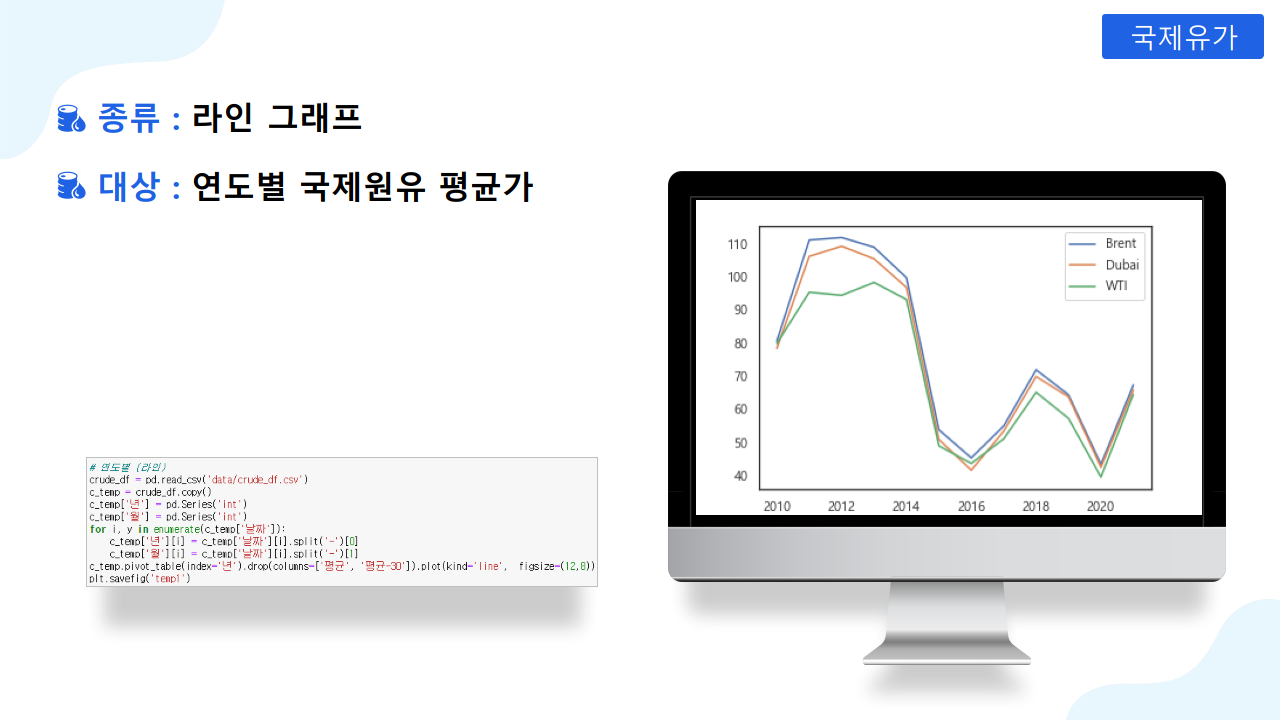 국제유가
종류 : 라인 그래프
대상 : 연도별 국제원유 평균가
# 연도별 (라인)
crude_df = pd.read_csv('data/crude_df.csv')
c_temp = crude_df.copy()
c_temp['년'] = pd.Series('int')
c_temp['월'] = pd.Series('int')
for i, y in enumerate(c_temp['날짜']):
    c_temp['년'][i] = c_temp['날짜'][i].split('-')[0]
    c_temp['월'][i] = c_temp['날짜'][i].split('-')[1]
c_temp.pivot_table(index='년').drop(columns=['평균', '평균-30']).plot(kind='line',  figsize=(12,8))
plt.savefig('temp1')
Brent
Dubai
WTI
110
100
90
80
70
60
50
40
2010 2012 2014 2016 2018 2020